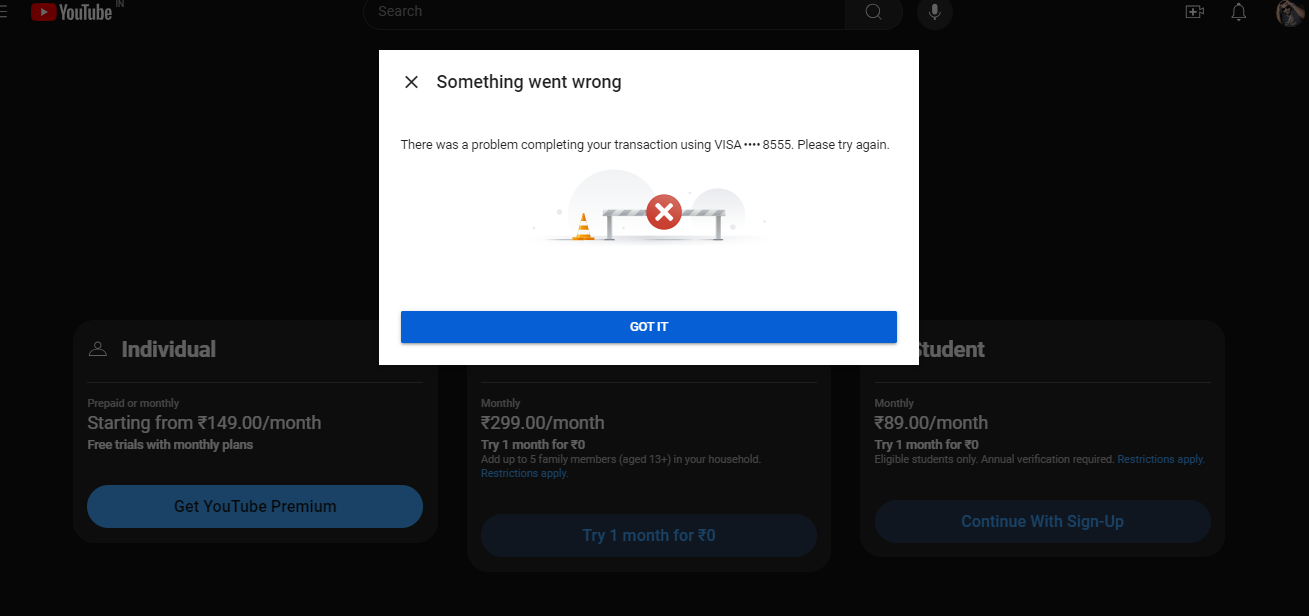 YouTube IN
Search
Something went wrong
There was a problem completing your transaction using VISA •••• 8555. Please try again.
GOT IT
Individual
Prepaid or monthly
Starting from ₹149.00/month
Free trials with monthly plans
Get YouTube Premium
Monthly
₹299.00/month
Try 1 month for ₹0
Add up to 5 family members (aged 13+) in your household.
Restrictions apply.
Try 1 month for ₹0
Student
Monthly
₹89.00/month
Try 1 month for ₹0
Eligible students only. Annual verification required. Restrictions apply.
Continue With Sign-Up